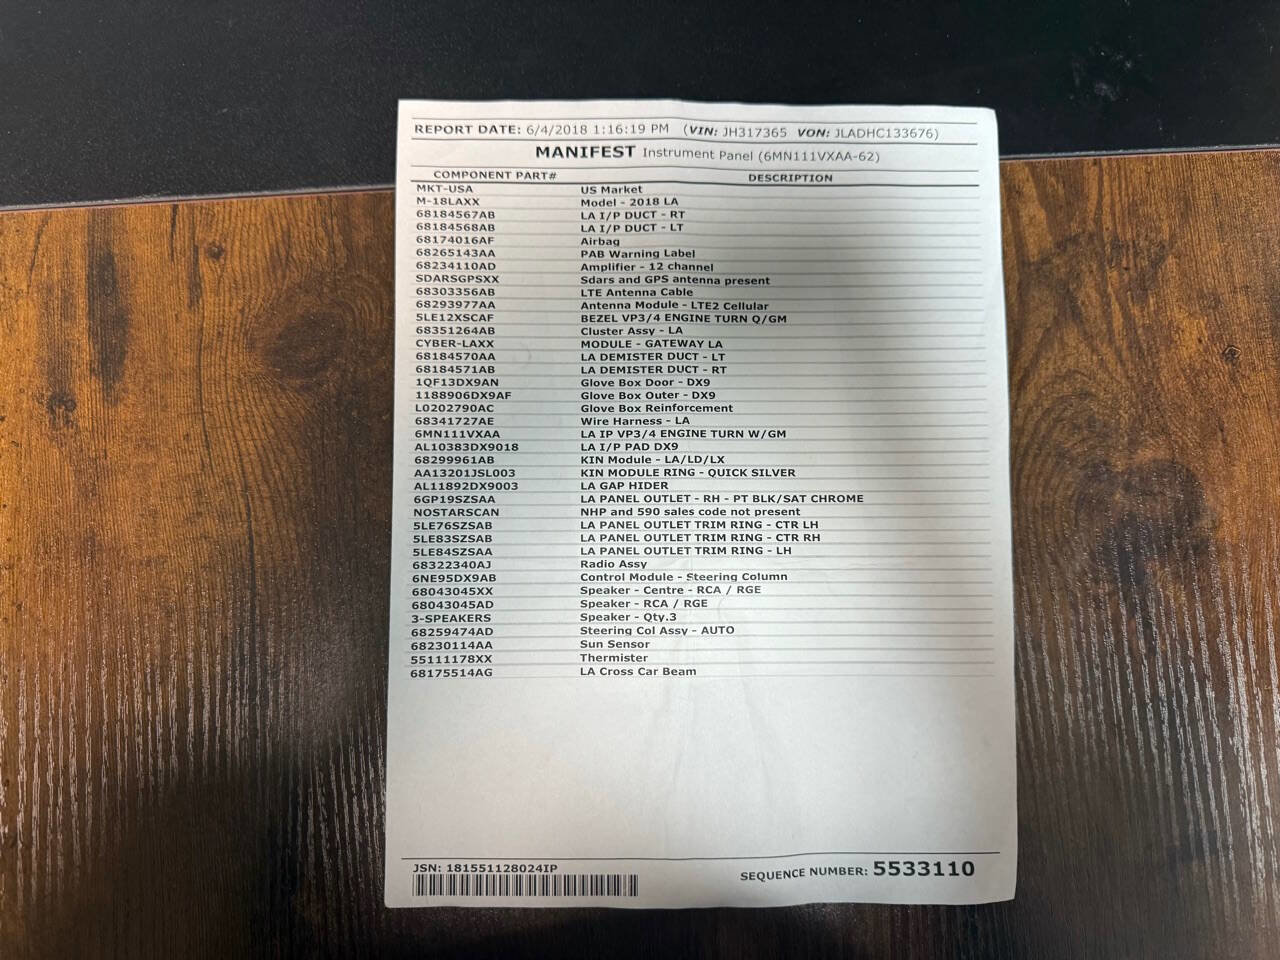 REPORT DATE: 6/4/2018 1:16:19 PM (VIN: JH317365 VON: JLADHC133676)
MANIFEST Instrument Panel (6MN111VXAA-62)
COMPONENT PART# DESCRIPTION
MKT-USA US Market
M-18LAXX Model - 2018 LA
68184567AB LA I/P DUCT - RT
68184568AB LA I/P DUCT - LT
68174016AF Airbag
68265143AA PAB Warning Label
68234110AD Amplifier - 12 channel
SDARSGPSXX Sdars and GPS antenna present
68303356AB LTE Antenna Cable
68293977AA Antenna Module - LTE2 Cellular
5LE12XSCAF BEZEL VP3/4 ENGINE TURN Q/GM
68351264AB Cluster Assy - LA
CYBER-LAXX MODULE - GATEWAY LA
68184570AA LA DEMISTER DUCT - LT
68184571AB LA DEMISTER DUCT - RT
1QF13DX9AN Glove Box Door - DX9
1188906DX9AF Glove Box Outer - DX9
L0202790AC Glove Box Reinforcement
68341727AE Wire Harness - LA
6MN111VXAA LA IP VP3/4 ENGINE TURN W/GM
AL10383DX9018 LA I/P PAD DX9
68299961AB KIN Module - LA/LD/LX
AA13201JSL003 KIN MODULE RING - QUICK SILVER
AL11892DX9003 LA GAP HIDER
6GP19SZSAA LA PANEL OUTLET - RH - PT BLK/SAT CHROME
NOSTARSCAN NHP and 590 sales code not present
5LE76SZSAB LA PANEL OUTLET TRIM RING - CTR LH
5LE83SZSAB LA PANEL OUTLET TRIM RING - CTR RH
5LE84SZSAA LA PANEL OUTLET TRIM RING - LH
68322340AJ Radio Assy
6NE95DX9AB Control Module - Steering Column
68043045XX Speaker - Centre - RCA / RGE
68043045AD Speaker - RCA / RGE
3-SPEAKERS Speaker - Qty.3
68259474AD Steering Col Assy - AUTO
68230114AA Sun Sensor
55111178XX Thermister
68175514AG LA Cross Car Beam
JSN: 181551128024IP
SEQUENCE NUMBER: 5533110